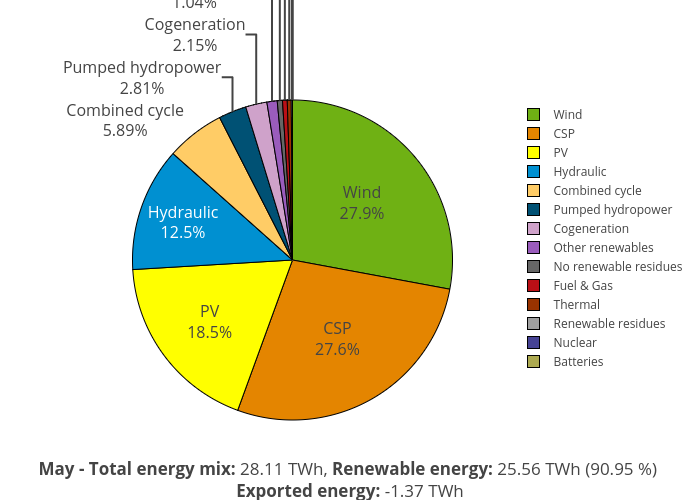 1.04%
Cogeneration
2.15%
Pumped hydropower
2.81%
Combined cycle
5.89%
Wind
27.9%
Hydraulic
12.5%
PV
18.5%
CSP
27.6%
Wind
CSP
PV
Hydraulic
Combined cycle
Pumped hydropower
Cogeneration
Other renewables
No renewable residues
Fuel & Gas
Thermal
Renewable residues
Nuclear
Batteries
May - Total energy mix: 28.11 TWh, Renewable energy: 25.56 TWh (90.95 %)
Exported energy: -1.37 TWh